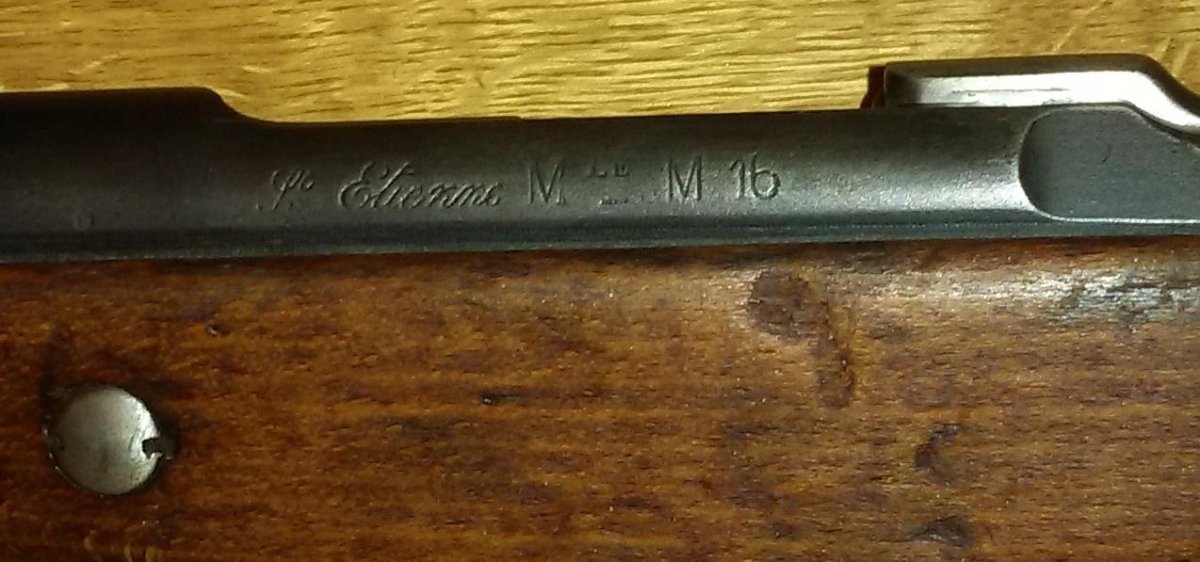 St. Etienne MLE M 16